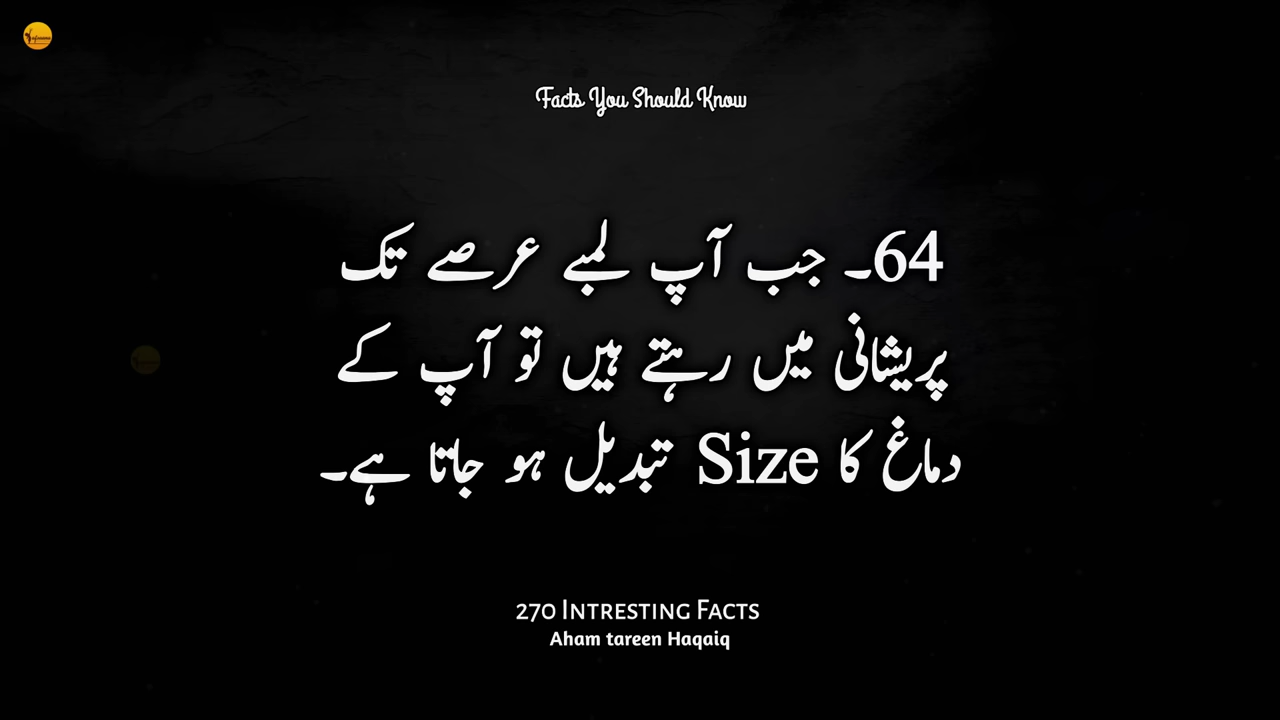 Facts You Should Know
64۔ جب آپ لمبے عرصے تک
پریشانی میں رہتے ہیں تو آپ کے
دماغ کا Size تبدیل ہو جاتا ہے۔
270 Intresting Facts
Aham tareen Haqaiq